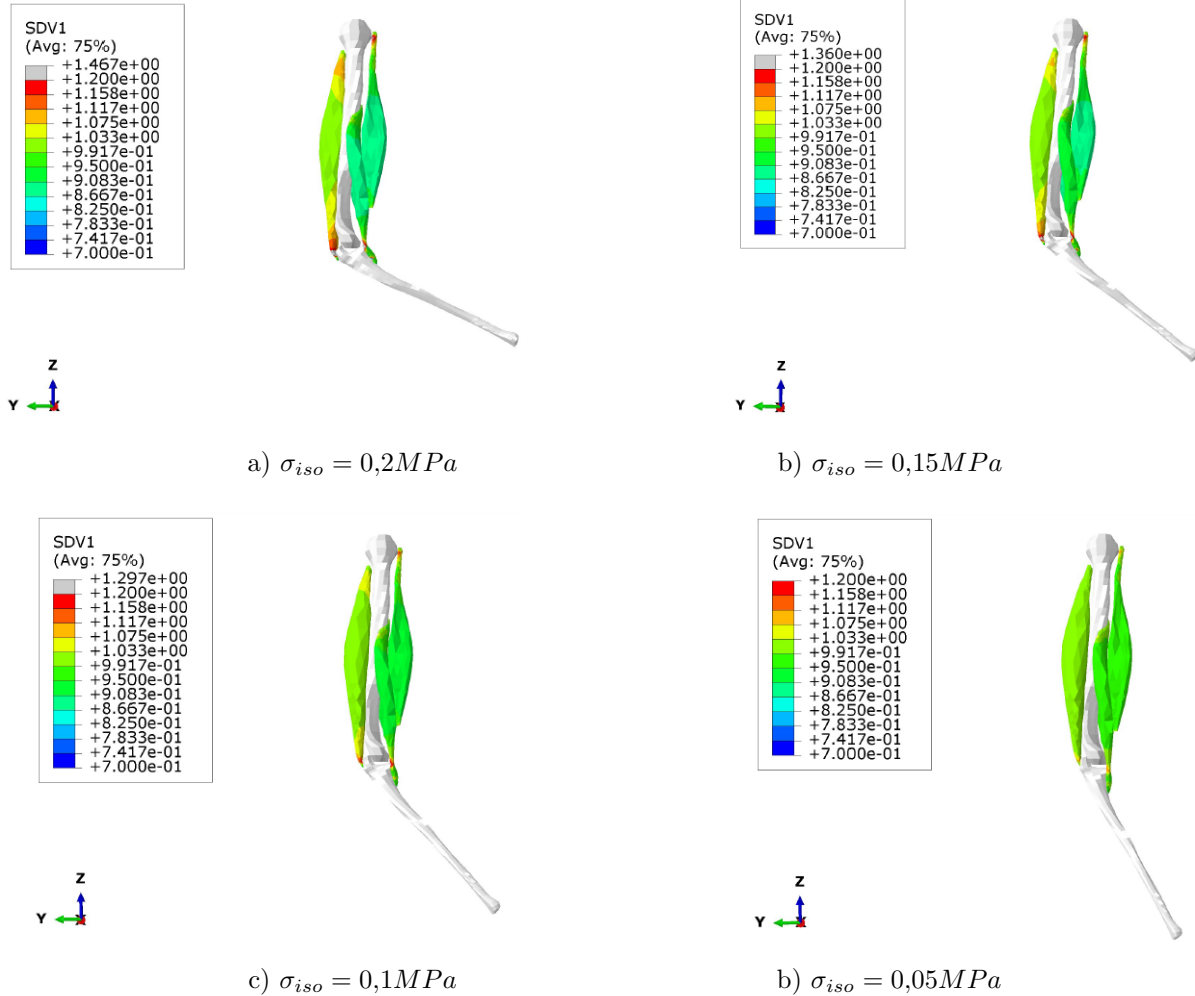 SDV1
(Avg: 75%)
+1.467e+00
+1.200e+00
+1.158e+00
+1.117e+00
+1.075e+00
+1.033e+00
+9.917e-01
+9.500e-01
+9.083e-01
+8.667e-01
+8.250e-01
+7.833e-01
+7.417e-01
+7.000e-01
Z
Y
X
a) σ_iso = 0,2MPa
SDV1
(Avg: 75%)
+1.360e+00
+1.200e+00
+1.158e+00
+1.117e+00
+1.075e+00
+1.033e+00
+9.917e-01
+9.500e-01
+9.083e-01
+8.667e-01
+8.250e-01
+7.833e-01
+7.417e-01
+7.000e-01
Z
Y
X
b) σ_iso = 0,15MPa
SDV1
(Avg: 75%)
+1.297e+00
+1.200e+00
+1.158e+00
+1.117e+00
+1.075e+00
+1.033e+00
+9.917e-01
+9.500e-01
+9.083e-01
+8.667e-01
+8.250e-01
+7.833e-01
+7.417e-01
+7.000e-01
Z
Y
X
c) σ_iso = 0,1MPa
SDV1
(Avg: 75%)
+1.200e+00
+1.158e+00
+1.117e+00
+1.075e+00
+1.033e+00
+9.917e-01
+9.500e-01
+9.083e-01
+8.667e-01
+8.250e-01
+7.833e-01
+7.417e-01
+7.000e-01
Z
Y
X
b) σ_iso = 0,05MPa